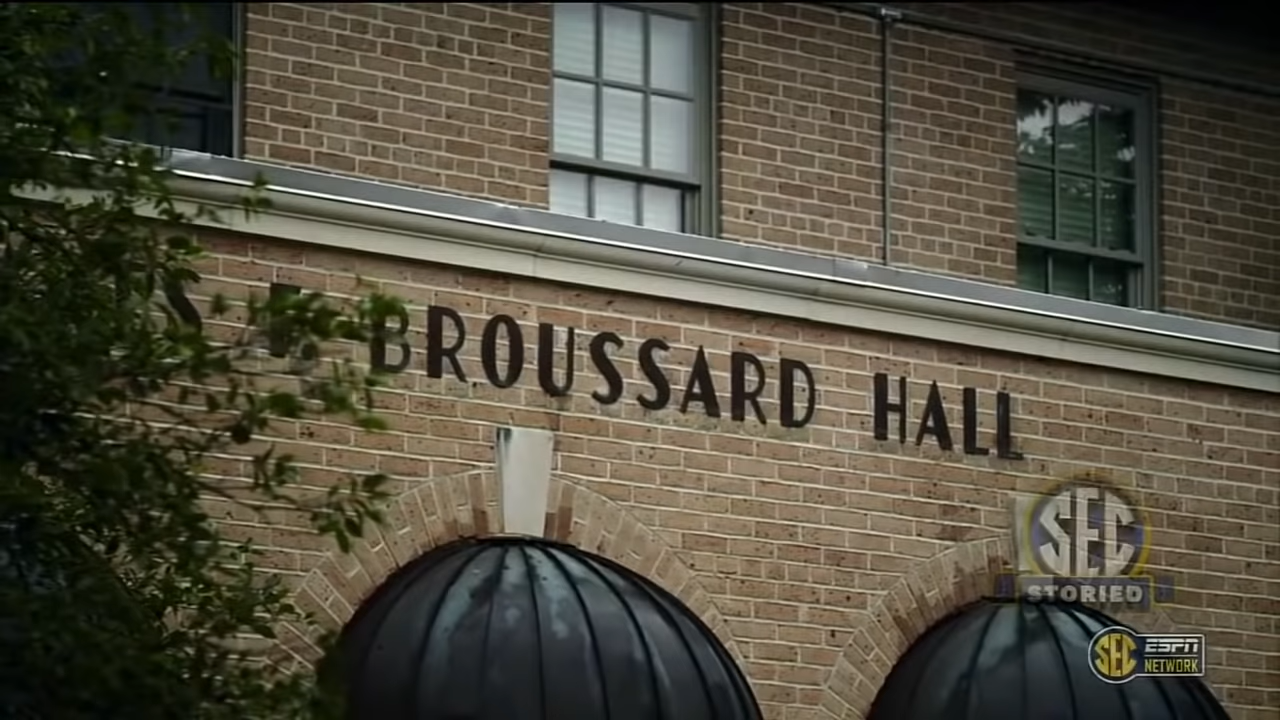 BROUSSARD HALL
SEC
STORIED
SEC ESPN
NETWORK